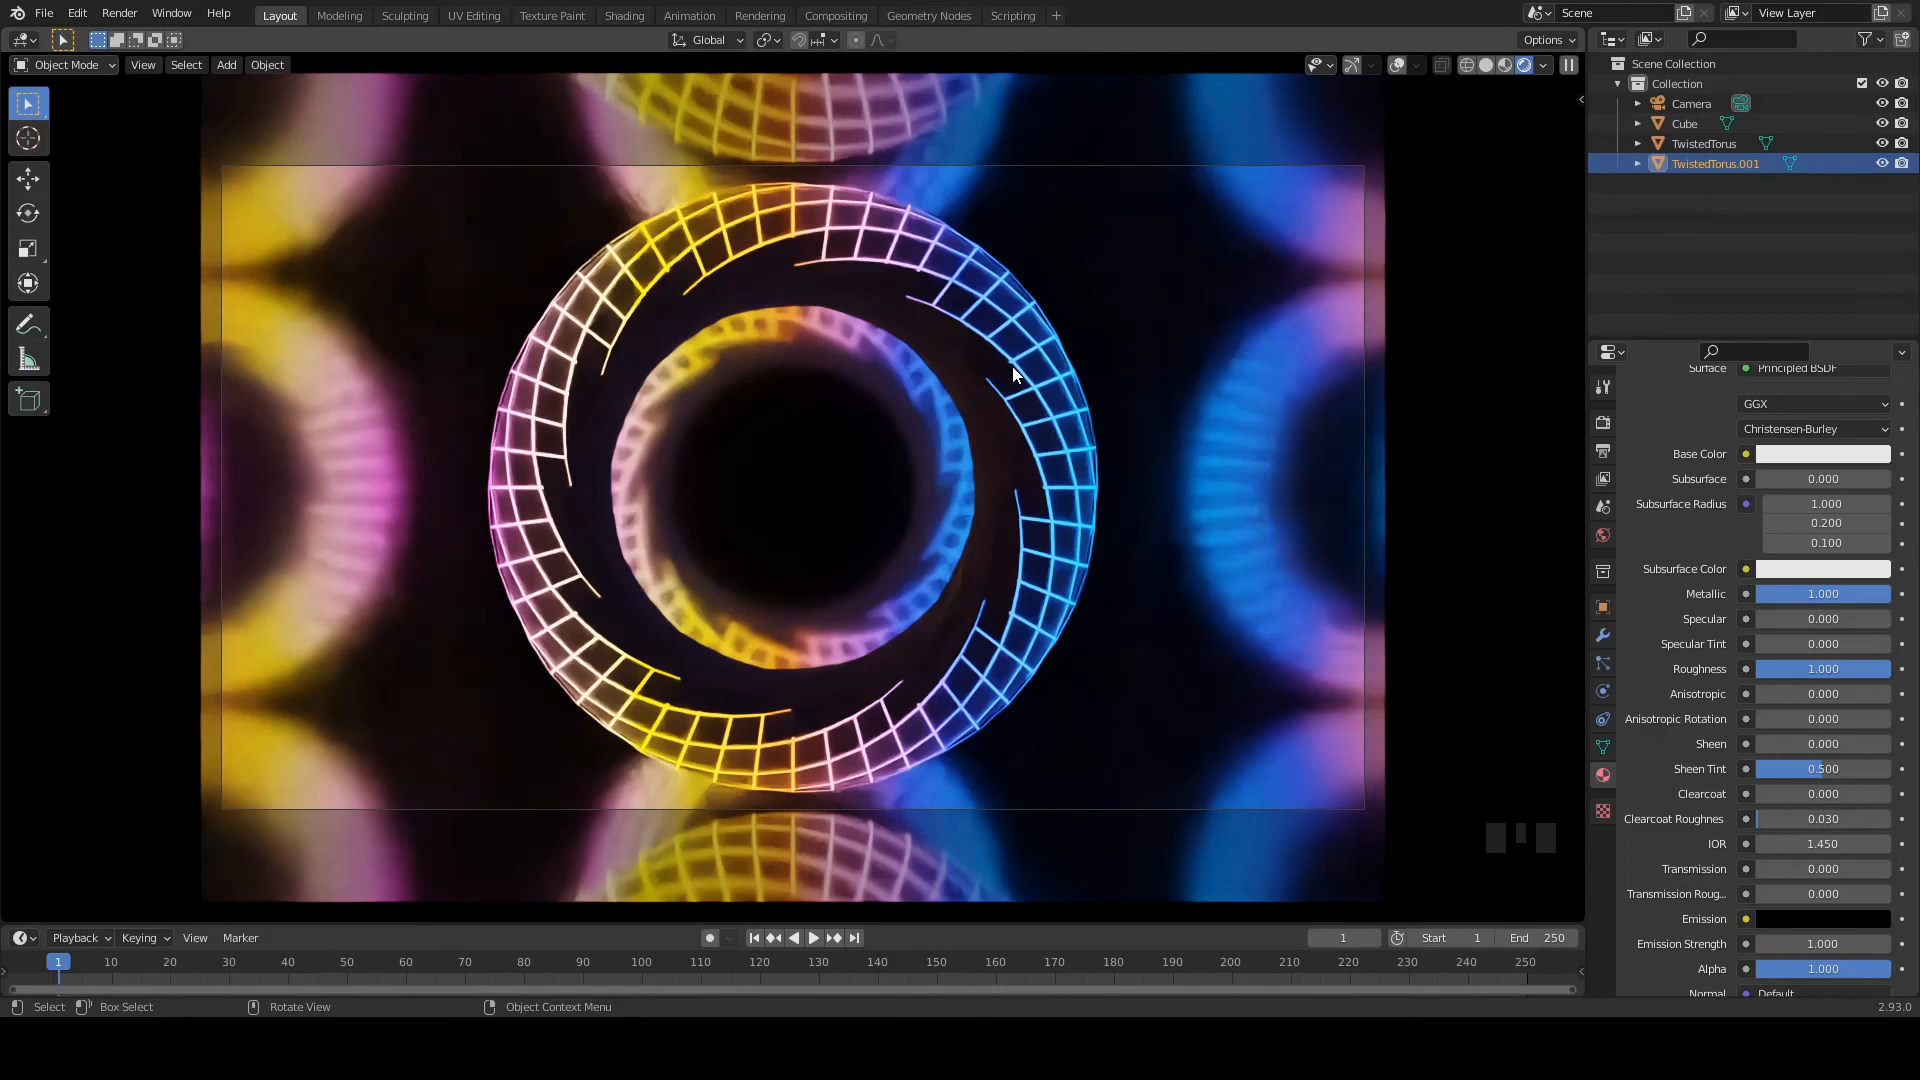 File Edit Render Window Help Layout Modeling Sculpting UV Editing Texture Paint Shading Animation Rendering Compositing Geometry Nodes Scripting + Scene View Layer
Global Options
Object Mode View Select Add Object
Scene Collection
Collection
Camera
Cube
TwistedTorus
TwistedTorus.001
Surface Principled BSDF
GGX
Christensen-Burley
Base Color
Subsurface 0.000
Subsurface Radius 1.000
0.200
0.100
Subsurface Color
Metallic 1.000
Specular 0.000
Specular Tint 0.000
Roughness 1.000
Anisotropic 0.000
Anisotropic Rotation 0.000
Sheen 0.000
Sheen Tint 0.500
Clearcoat 0.000
Clearcoat Roughnes 0.030
IOR 1.450
Transmission 0.000
Transmission Roug... 0.000
Emission
Emission Strength 1.000
Alpha 1.000
Normal Default
Playback Keying View Marker 1 Start 1 End 250
1 10 20 30 40 50 60 70 80 90 100 110 120 130 140 150 160 170 180 190 200 210 220 230 240 250
Select Box Select Rotate View Object Context Menu 2.93.0